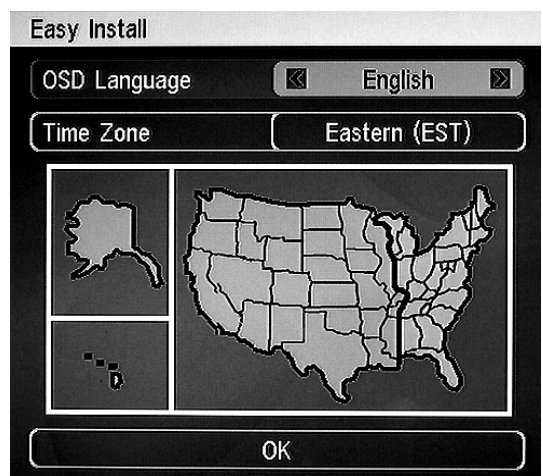 Easy Install
OSD Language
English
Time Zone
Eastern (EST)
OK